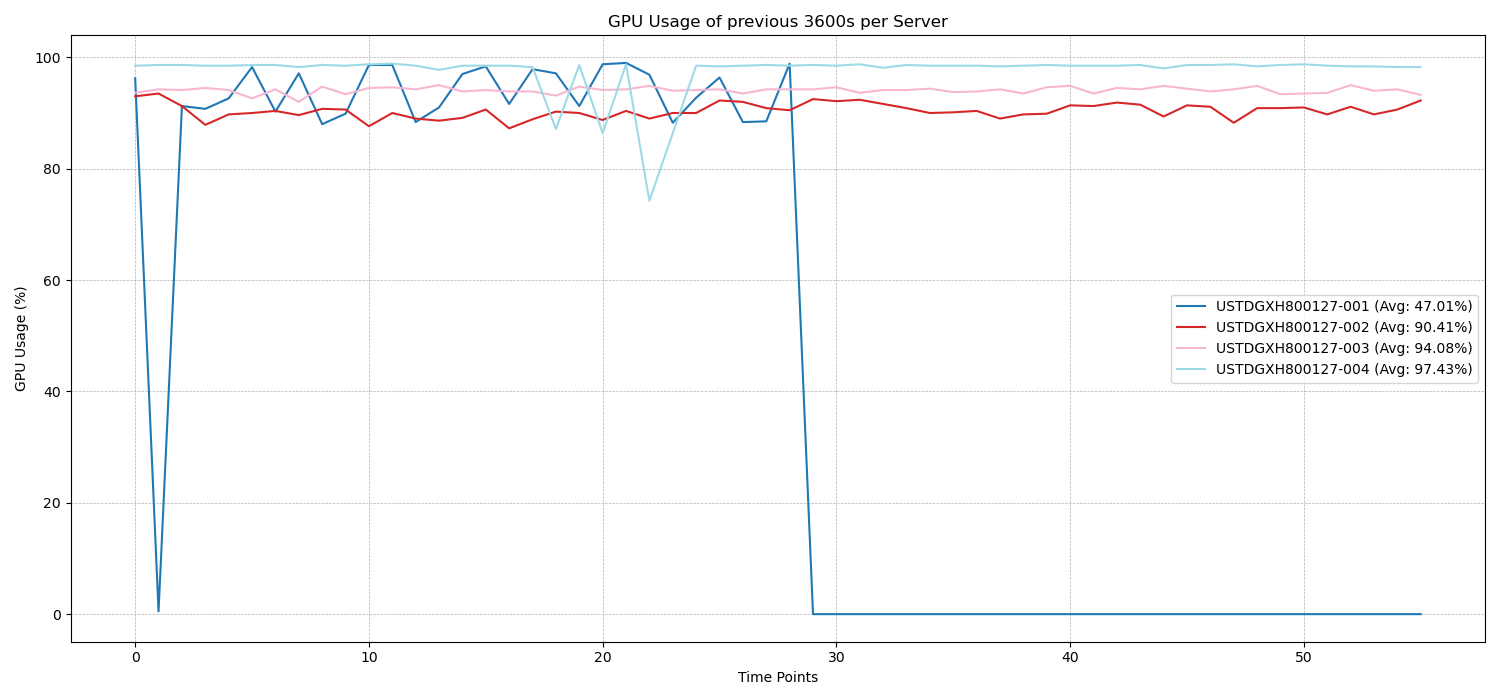 GPU Usage of previous 3600s per Server
GPU Usage (%)
100
80
60
40
20
0
USTDGXH800127-001 (Avg: 47.01%)
USTDGXH800127-002 (Avg: 90.41%)
USTDGXH800127-003 (Avg: 94.08%)
USTDGXH800127-004 (Avg: 97.43%)
0 10 20 30 40 50
Time Points